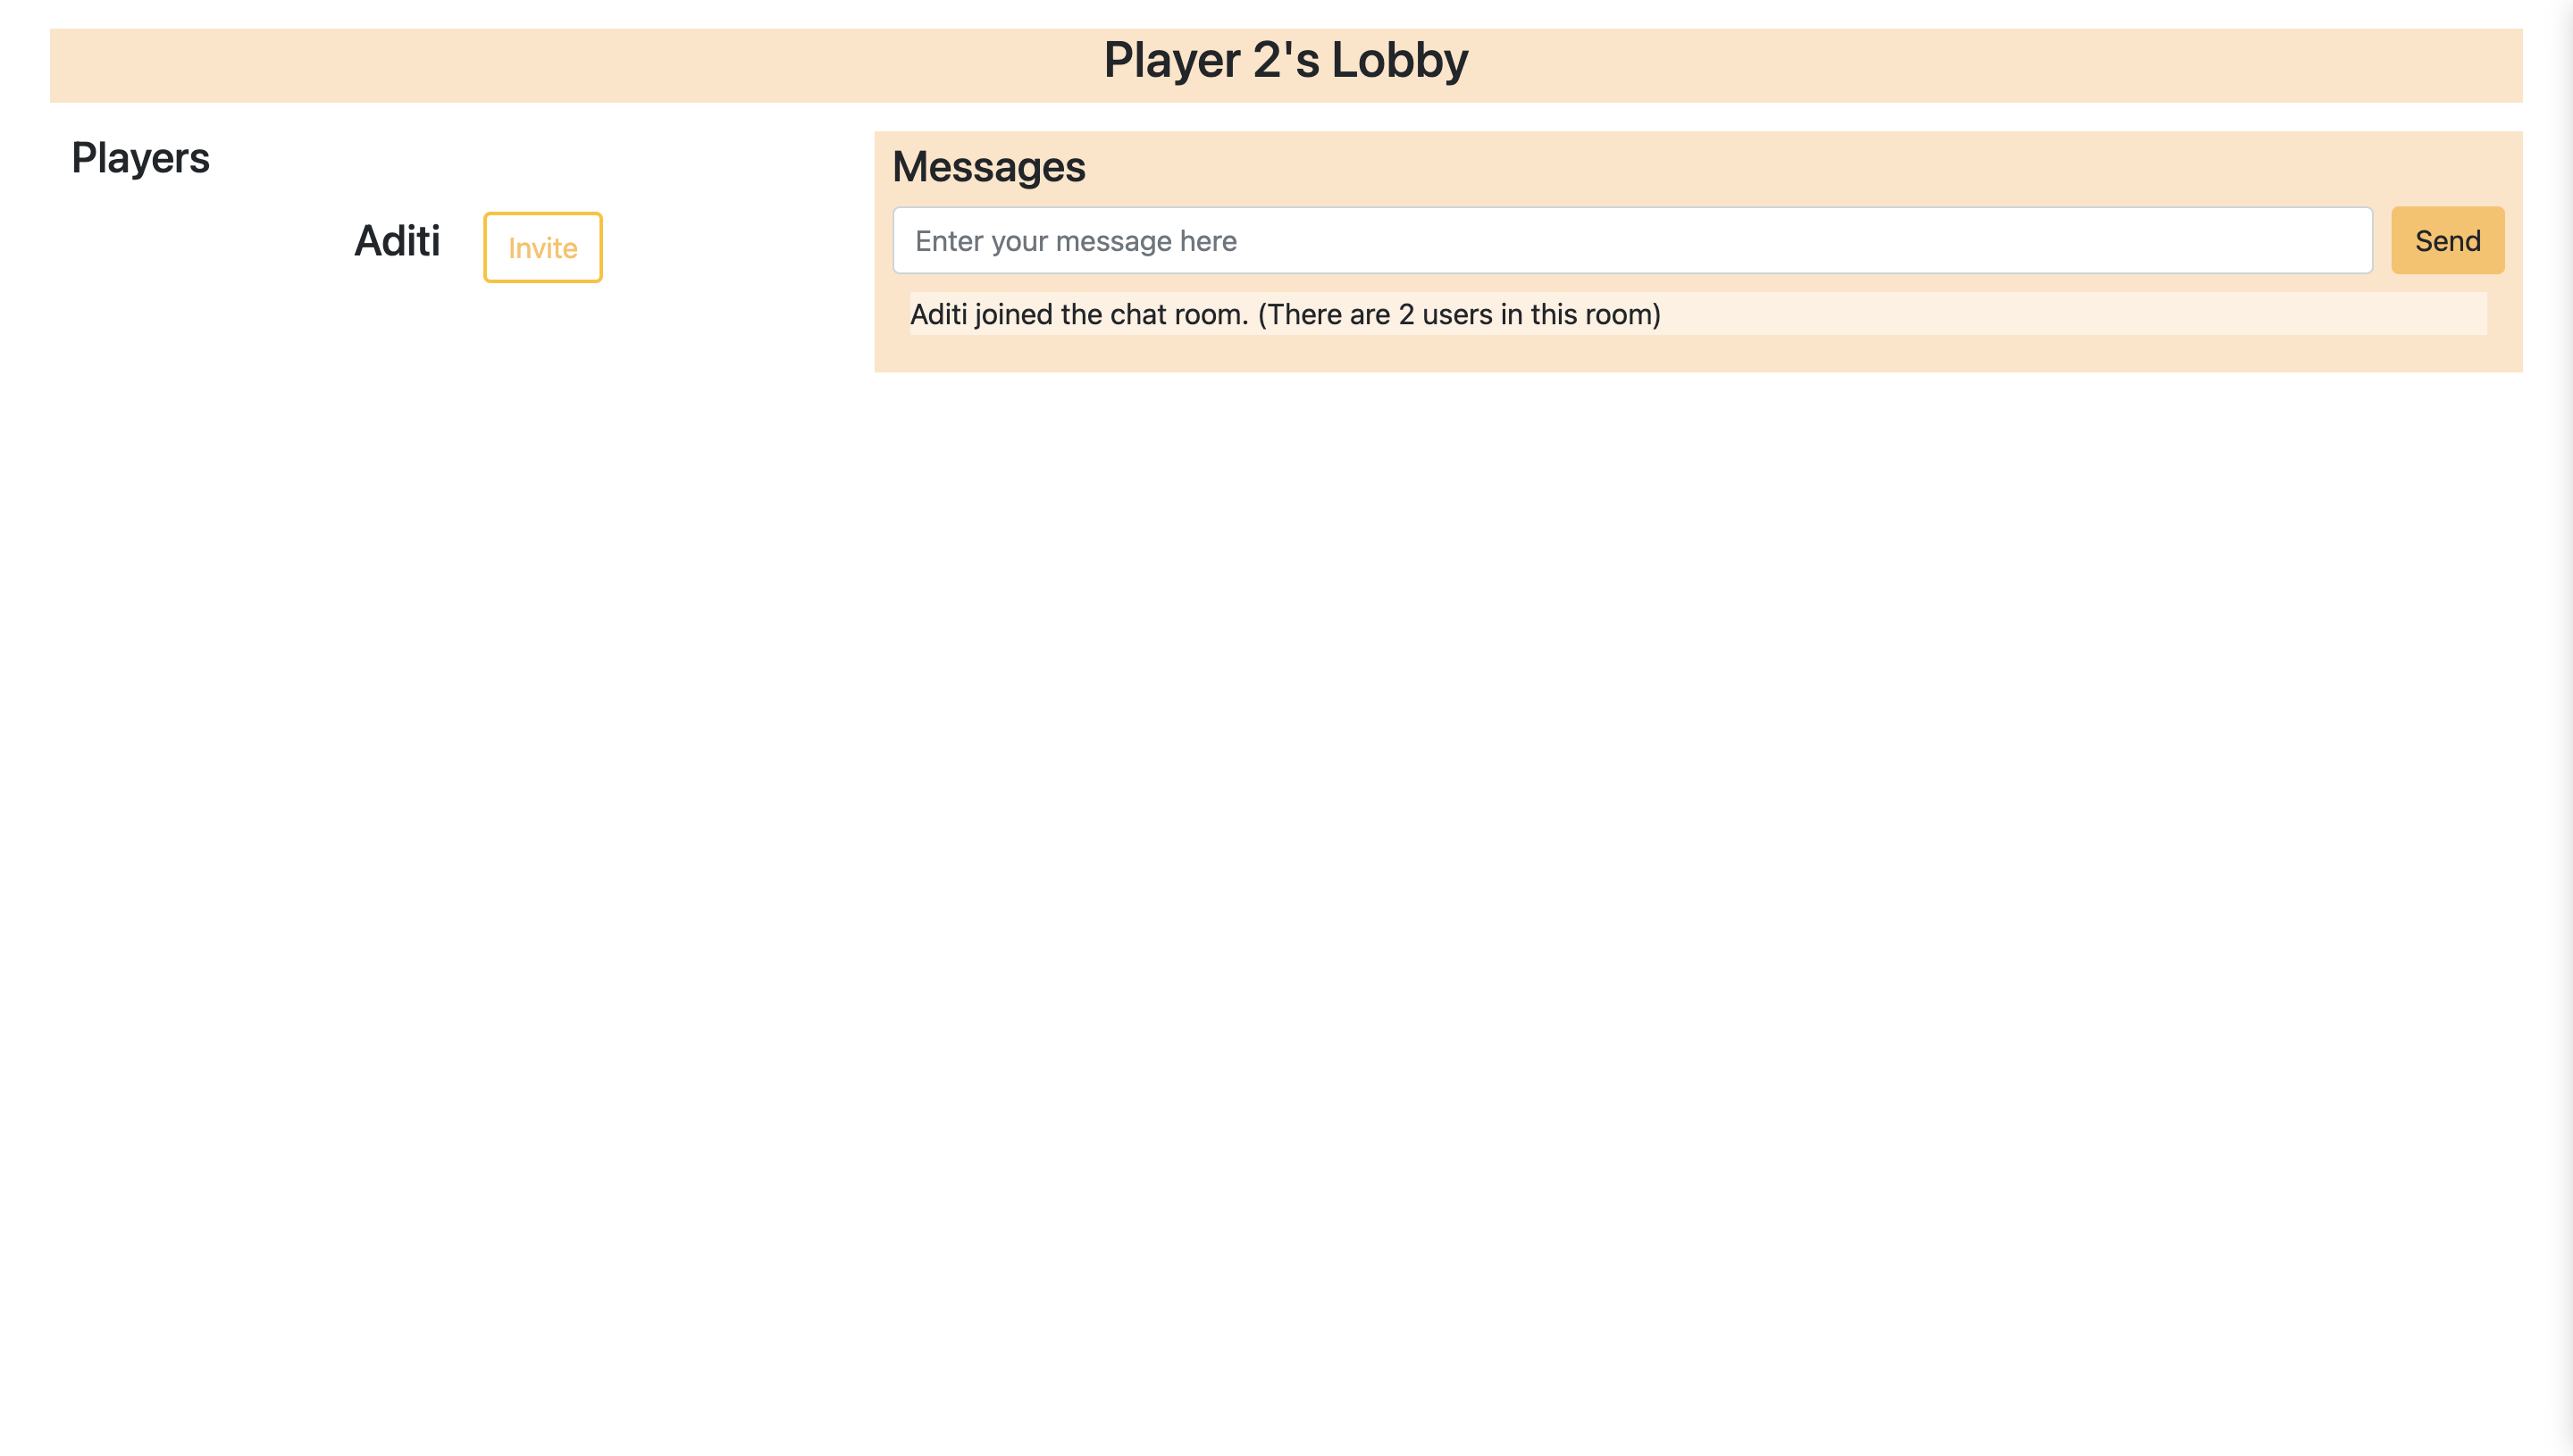 Player 2's Lobby
Players
Aditi
Invite
Messages
Enter your message here
Send
Aditi joined the chat room. (There are 2 users in this room)